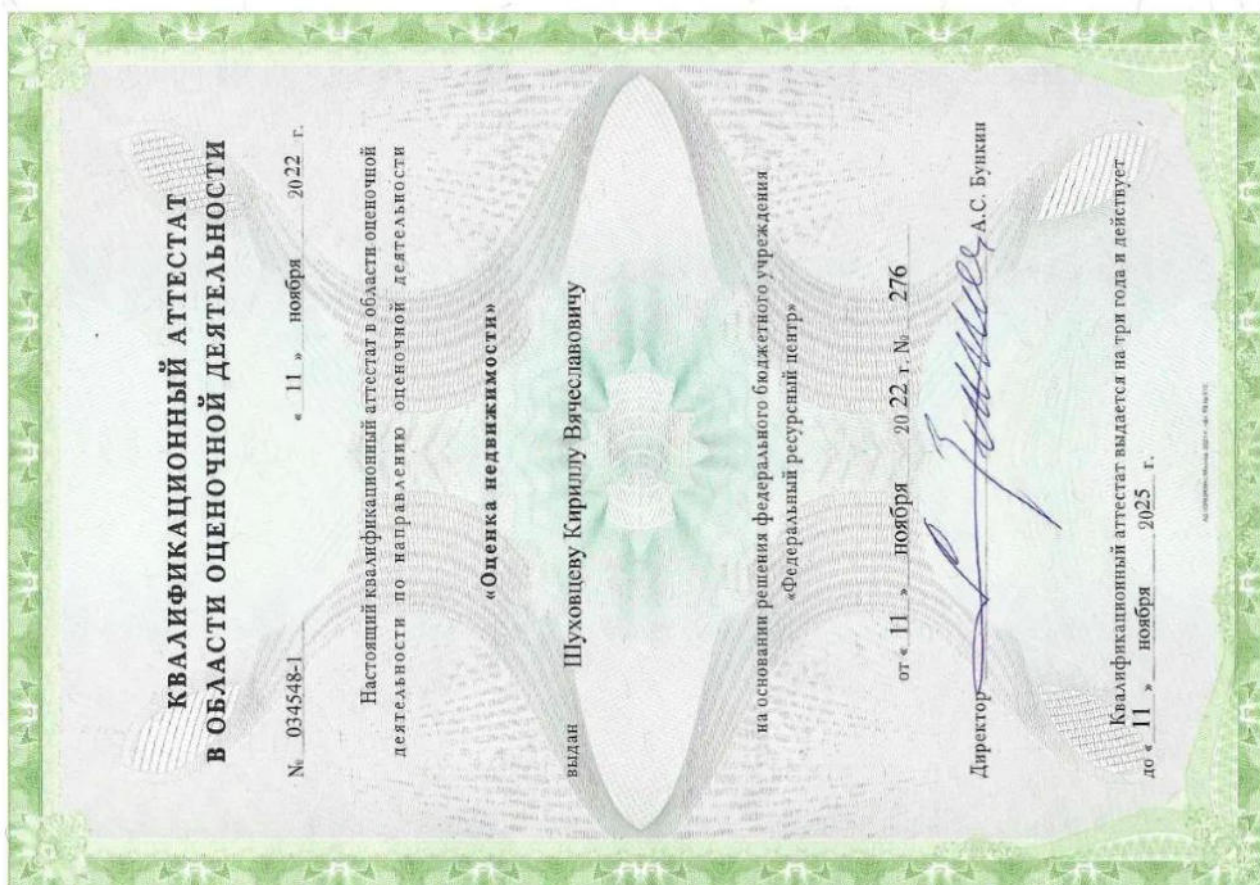 КВАЛИФИКАЦИОННЫЙ АТТЕСТАТ
В ОБЛАСТИ ОЦЕНОЧНОЙ ДЕЯТЕЛЬНОСТИ
№ 034548-1 « 11 » ноября 2022 г.
Настоящий квалификационный аттестат в области оценочной
деятельности по направлению оценочной деятельности
«Оценка недвижимости»
выдан Шуховцеву Кириллу Вячеславовичу
на основании решения федерального бюджетного учреждения
«Федеральный ресурсный центр»
от « 11 » ноября 20 22 г. № 276
Директор А.С. Бункин
Квалификационный аттестат выдается на три года и действует
до « 11 » ноября 2025 г.